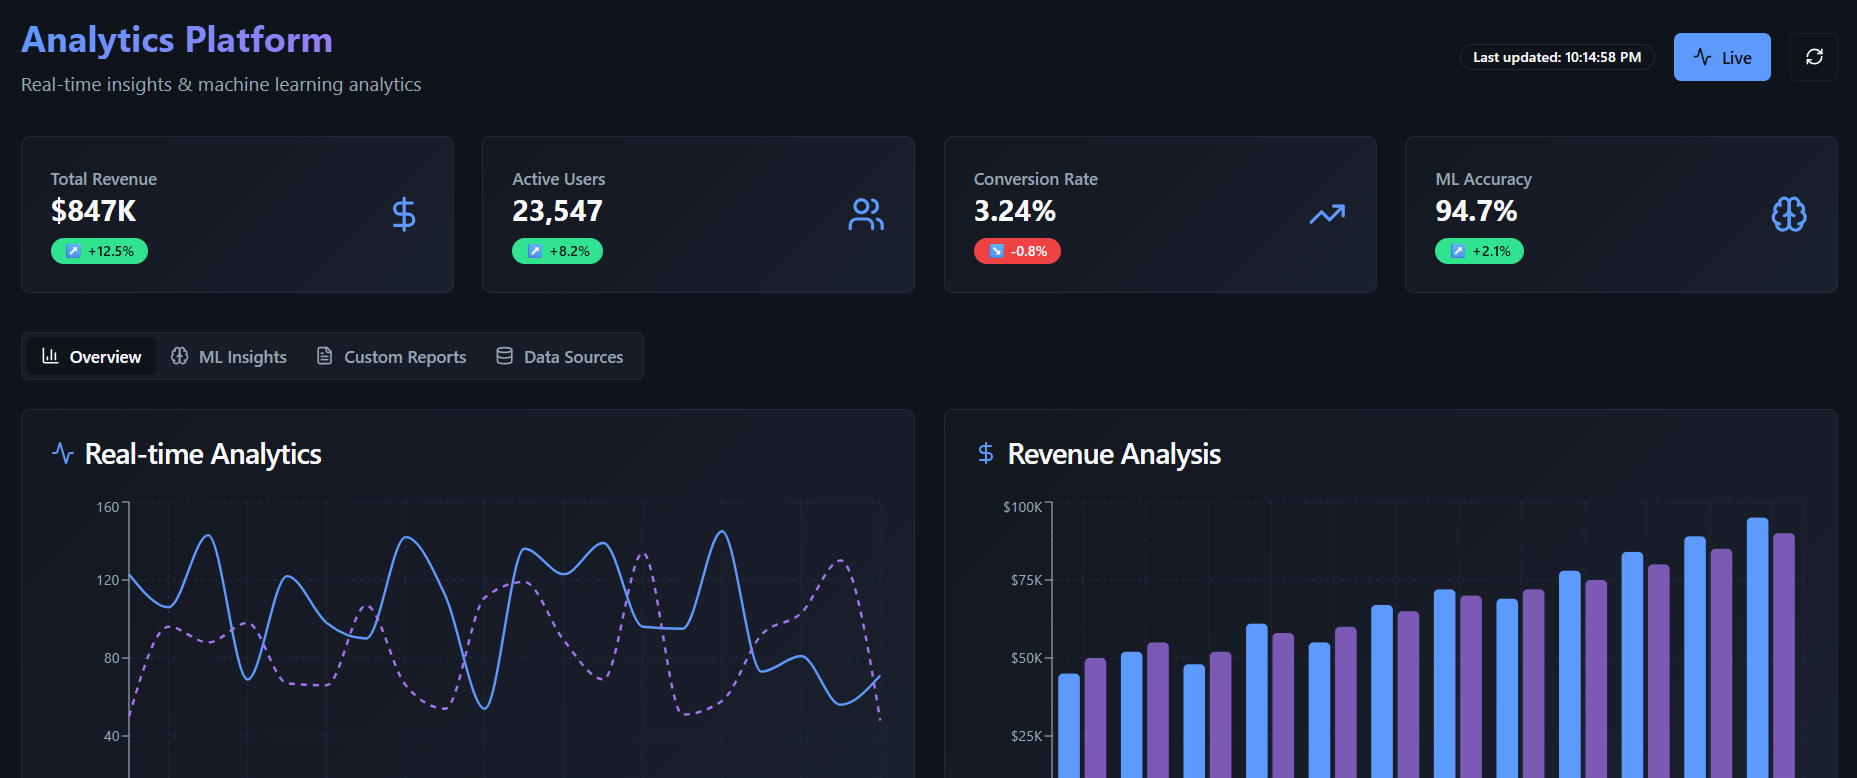 Analytics Platform
Real-time insights & machine learning analytics
Last updated: 10:14:58 PM
Live
Total Revenue
$847K
↗ +12.5%
Active Users
23,547
↗ +8.2%
Conversion Rate
3.24%
↘ -0.8%
ML Accuracy
94.7%
↗ +2.1%
Overview
ML Insights
Custom Reports
Data Sources
Real-time Analytics
160
120
80
40
Revenue Analysis
$100K
$75K
$50K
$25K